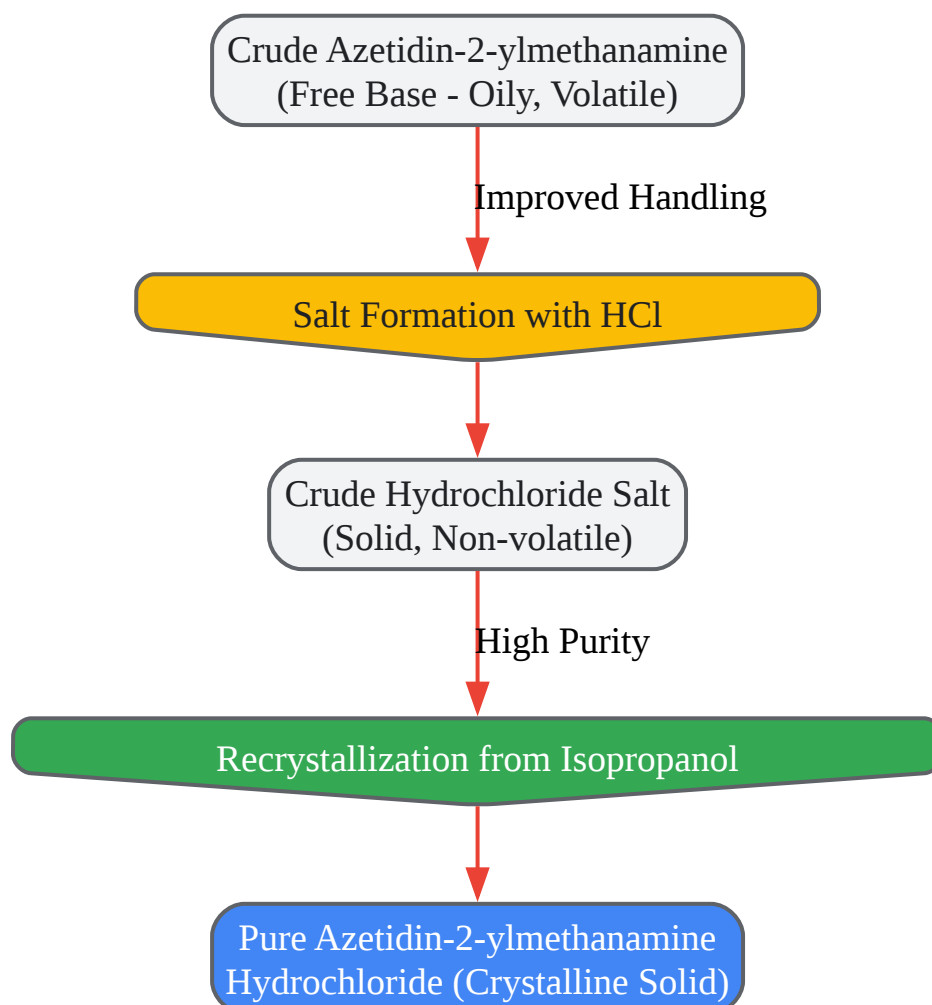 Crude Azetidin-2-ylmethanamine
(Free Base - Oily, Volatile)
Improved Handling
Salt Formation with HCl
Crude Hydrochloride Salt
(Solid, Non-volatile)
High Purity
Recrystallization from Isopropanol
Pure Azetidin-2-ylmethanamine
Hydrochloride (Crystalline Solid)